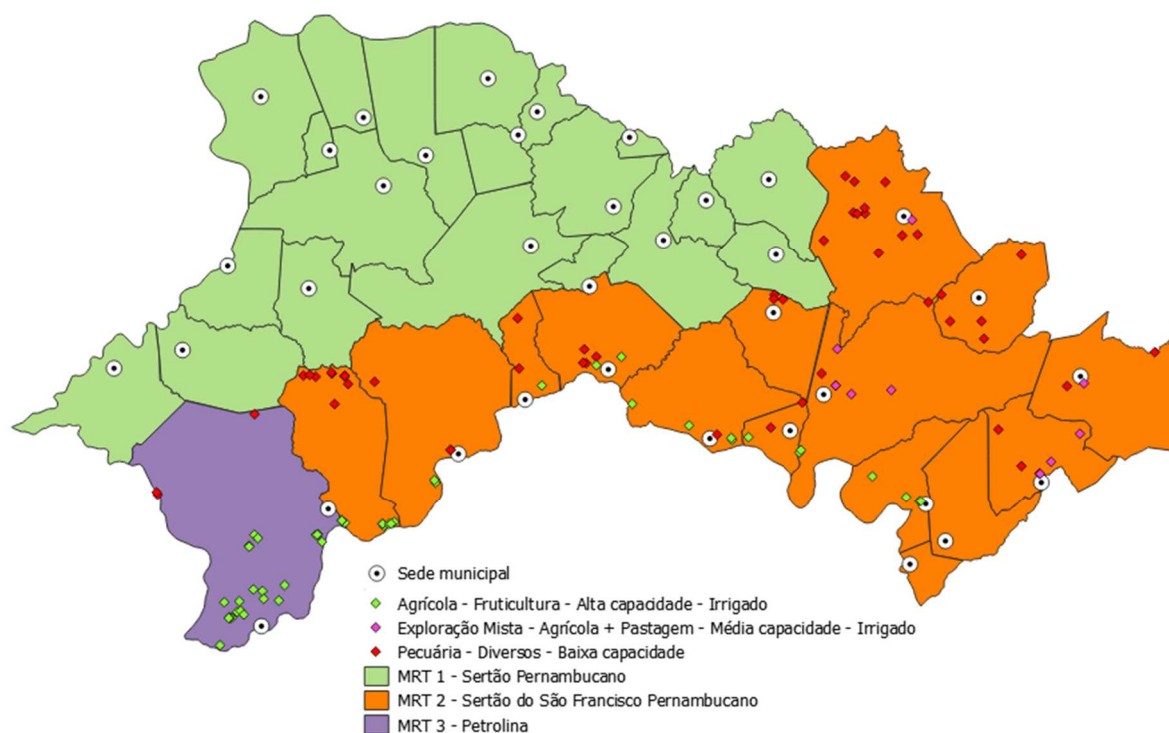 Sede municipal
Agrícola - Fruticultura - Alta capacidade - Irrigado
Exploração Mista - Agrícola + Pastagem - Média capacidade - Irrigado
Pecuária - Diversos - Baixa capacidade
MRT 1 - Sertão Pernambucano
MRT 2 - Sertão do São Francisco Pernambucano
MRT 3 - Petrolina